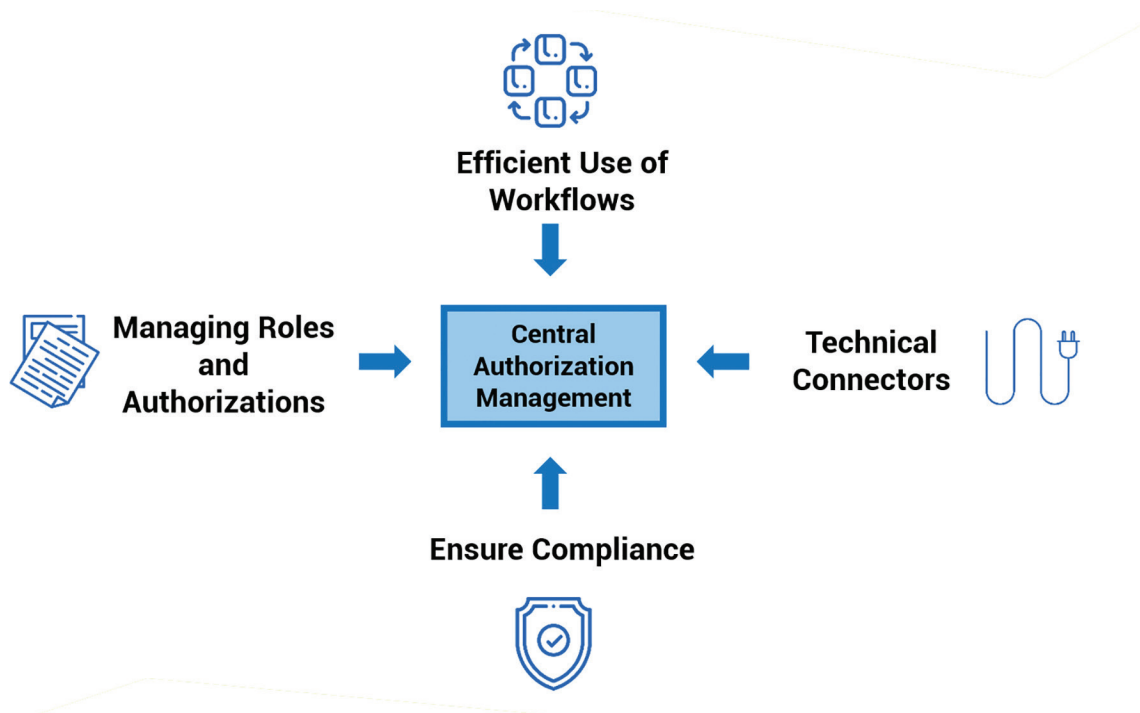 Efficient Use of
Workflows
Managing Roles
and
Authorizations
Central
Authorization
Management
Technical
Connectors
Ensure Compliance